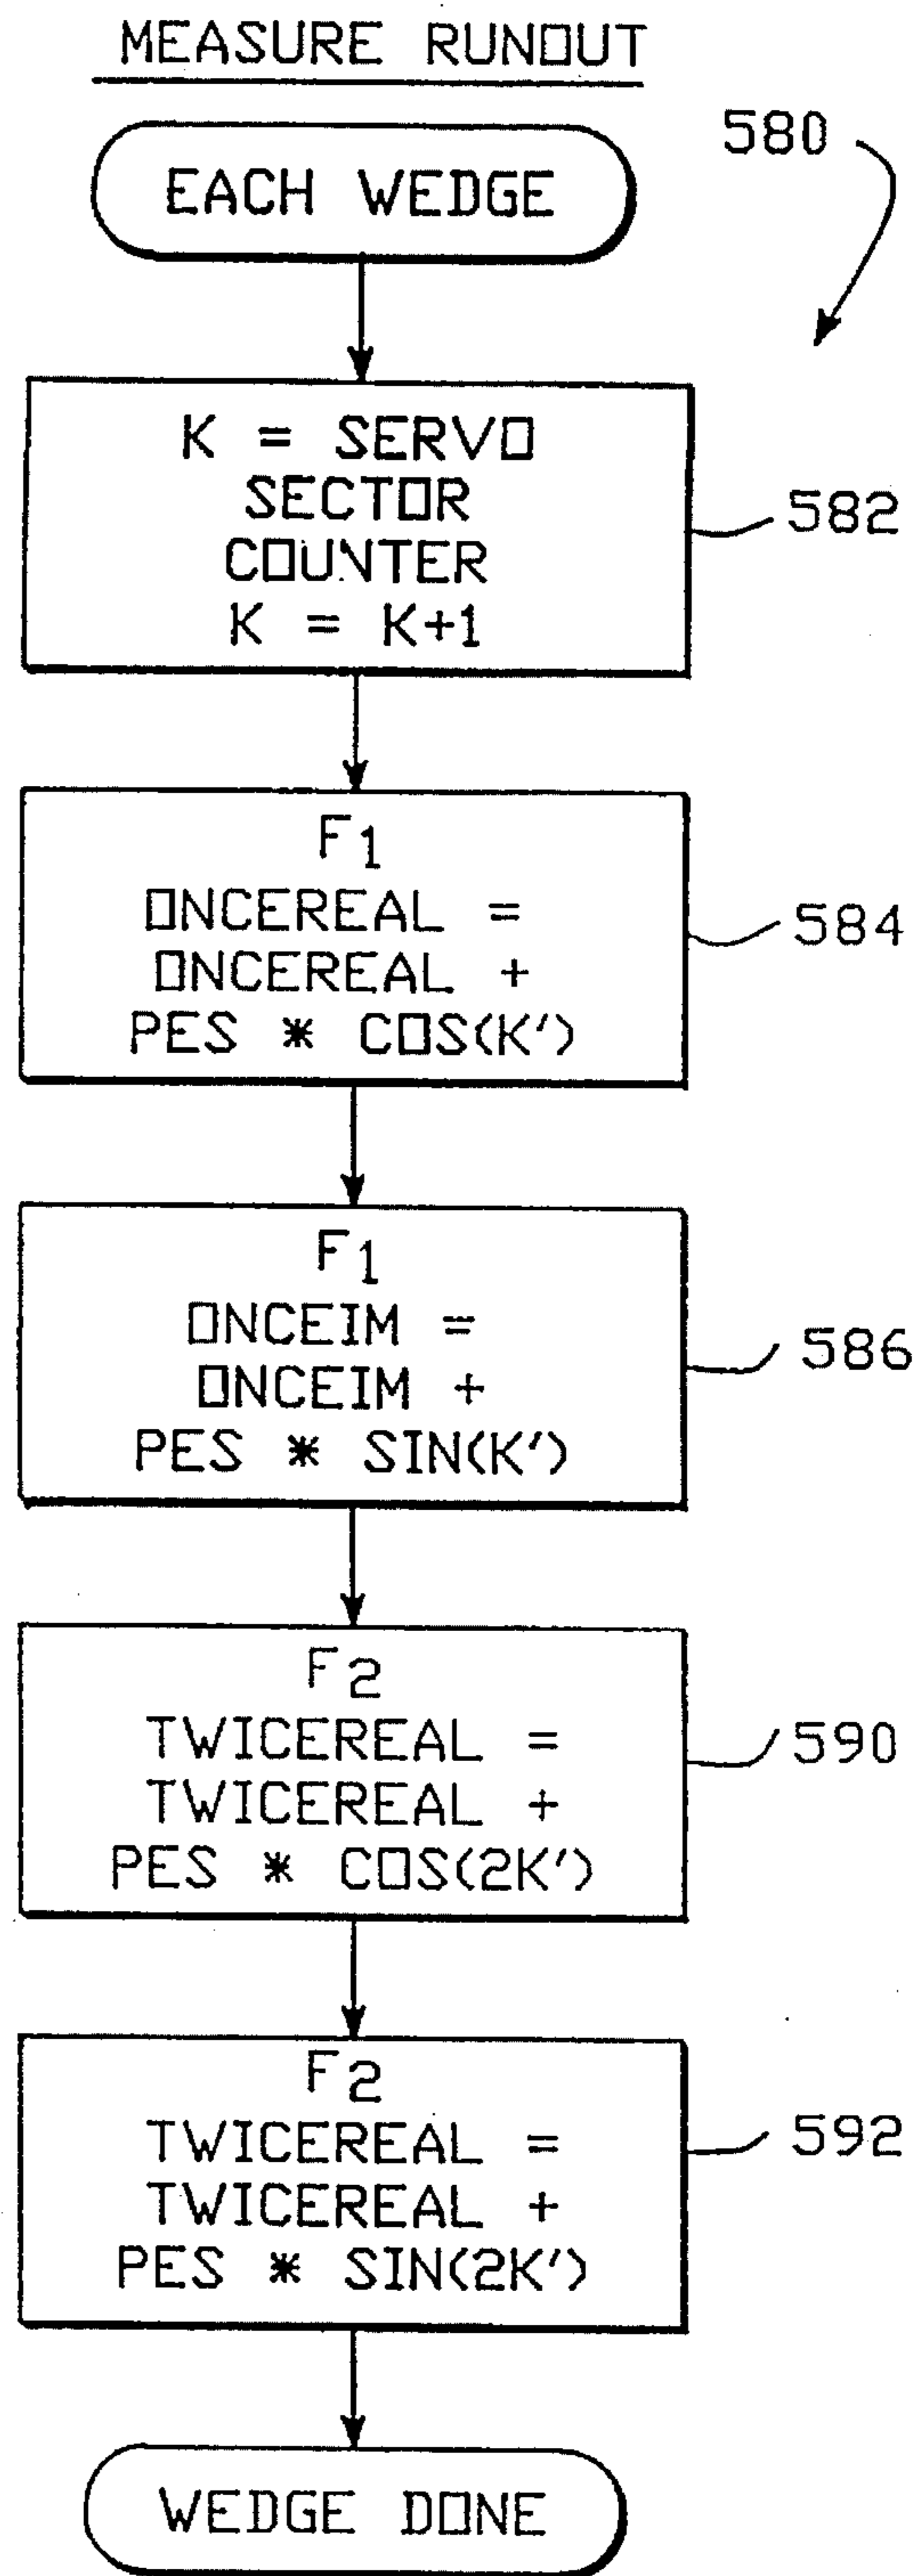 MEASURE RUNOUT
EACH WEDGE
580
K = SERVO
SECTOR
COUNTER
K = K+1
582
F1
ONCEREAL =
ONCEREAL +
PES * COS(K')
584
F1
ONCEIM =
ONCEIM +
PES * SIN(K')
586
F2
TWICEREAL =
TWICEREAL +
PES * COS(2K')
590
F2
TWICEREAL =
TWICEREAL +
PES * SIN(2K')
592
WEDGE DONE